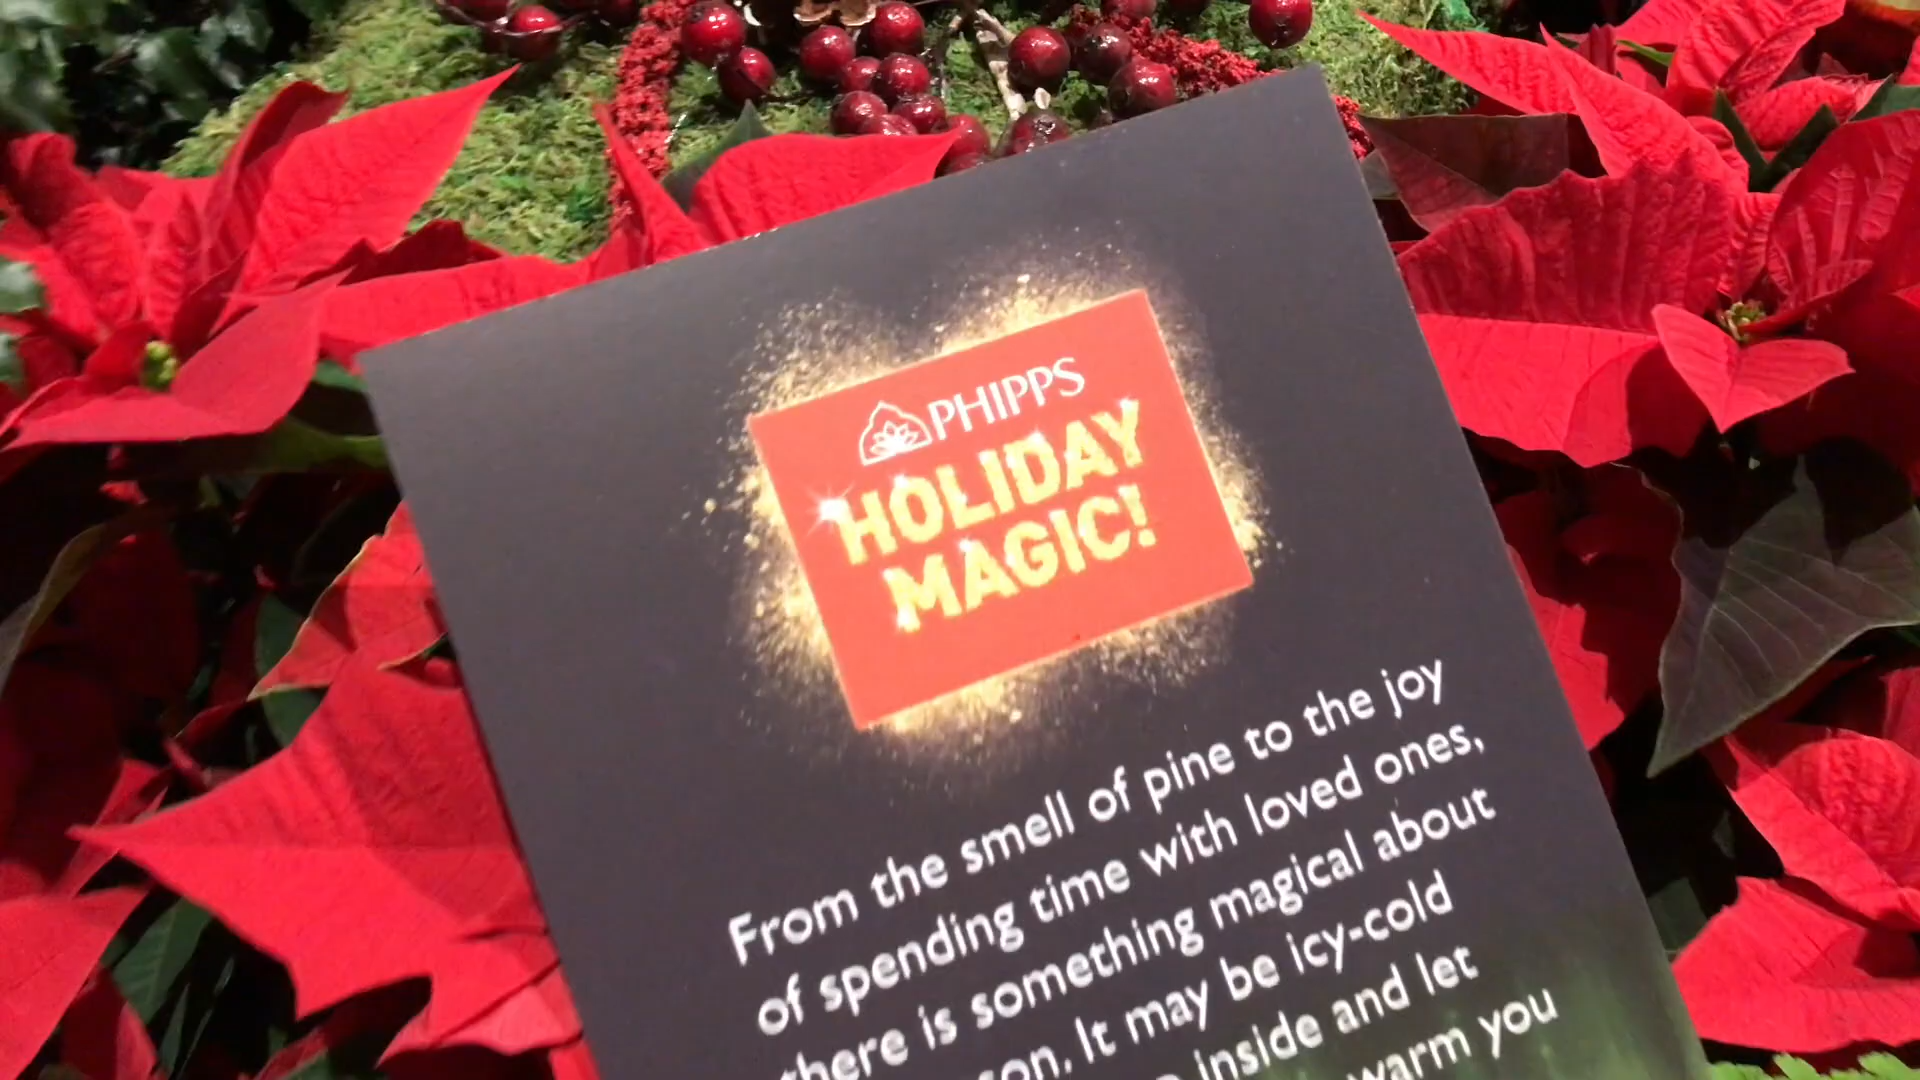 PHIPPS
HOLIDAY
MAGIC!
From the smell of pine to the joy
of spending time with loved ones,
there is something magical about
It may be icy-cold
inside and let
warm you